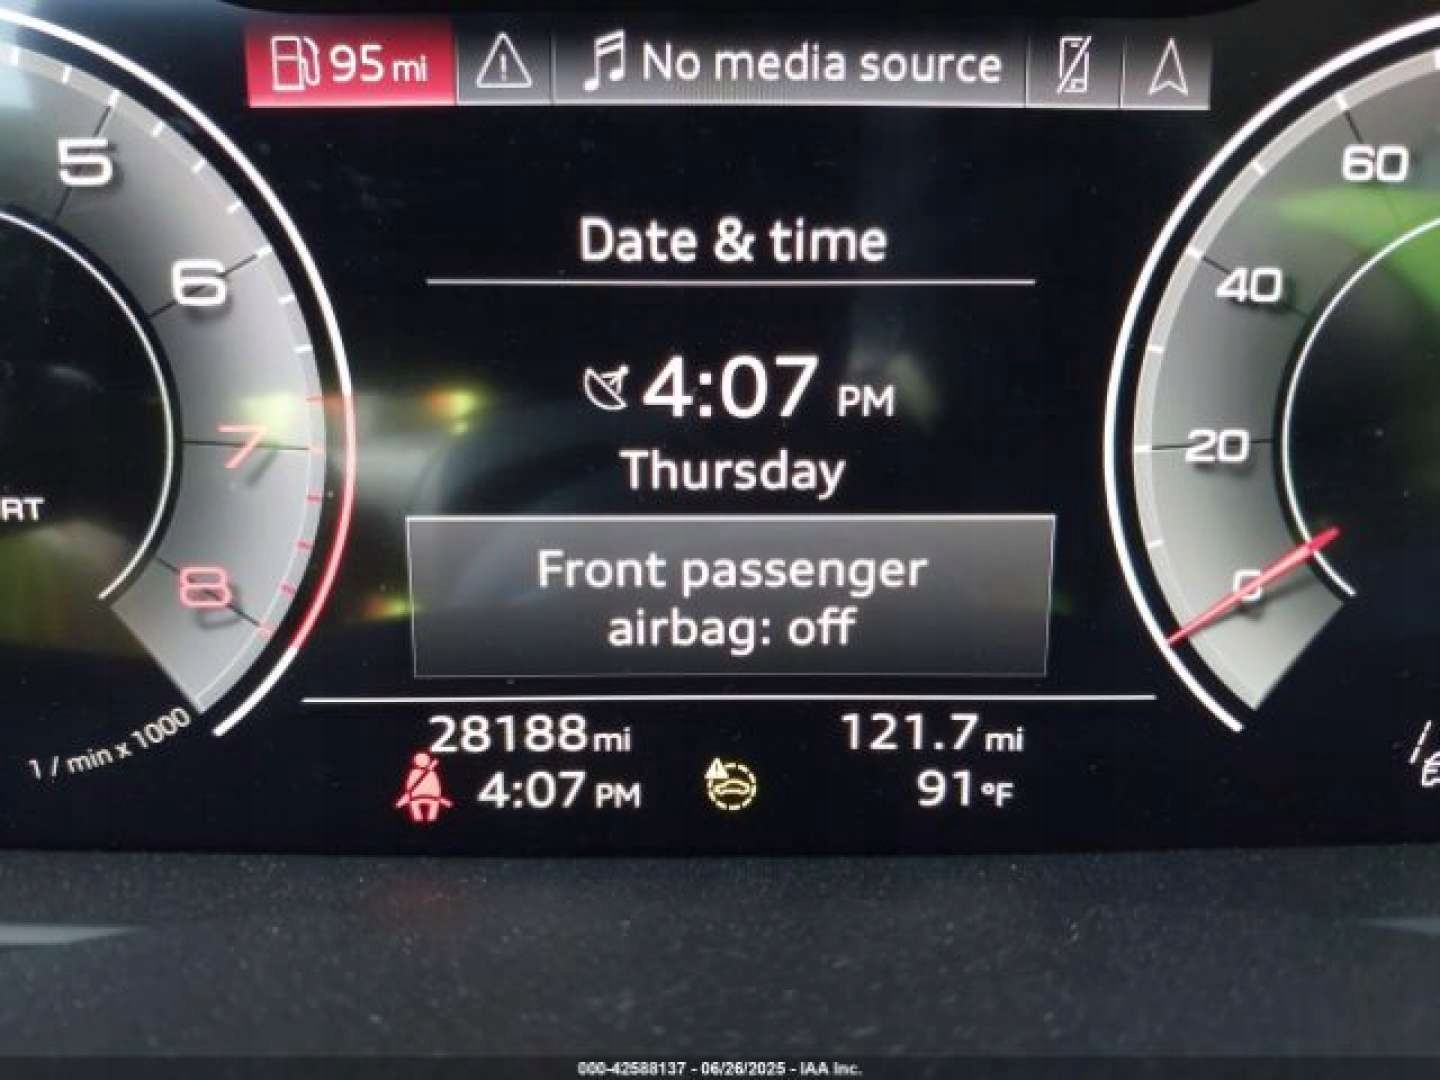 95 mi
No media source
Date & time
4:07 PM
Thursday
Front passenger
airbag: off
28188 mi
121.7 mi
4:07 PM
91 °F
5
6
7
8
RT
1 / min x 1000
60
40
20
0
000-42588137 - 06/26/2025 - IAA Inc.